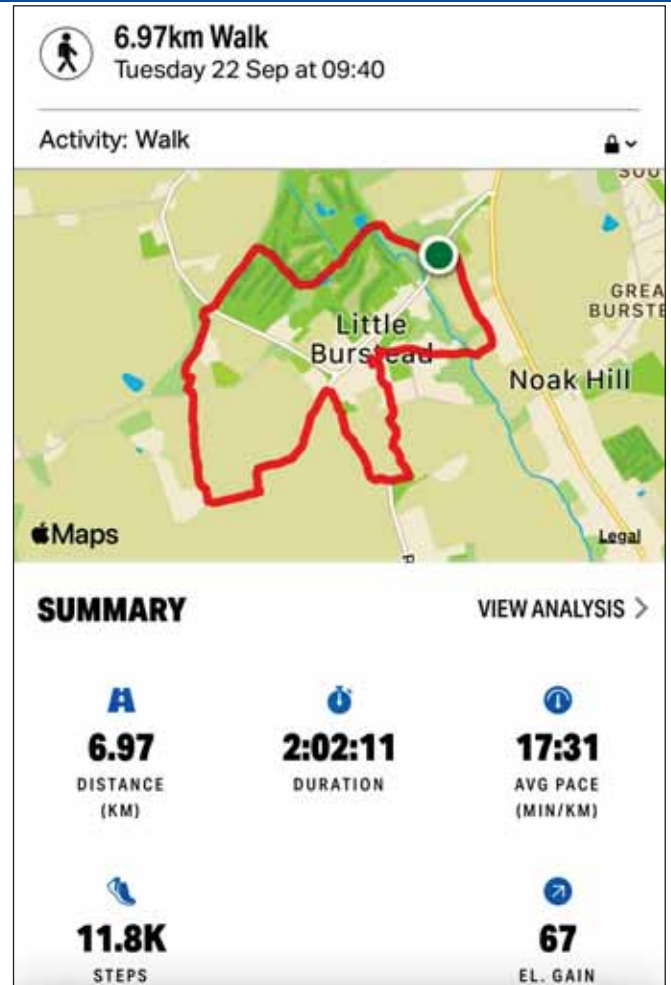 6.97km Walk
Tuesday 22 Sep at 09:40
Activity: Walk
SOU
GREA
BURSTE
Little
Burstead
Noak Hill
Maps
Legal
R
SUMMARY
VIEW ANALYSIS
6.97
DISTANCE
(KM)
2:02:11
DURATION
17:31
AVG PACE
(MIN/KM)
11.8K
STEPS
67
EL. GAIN